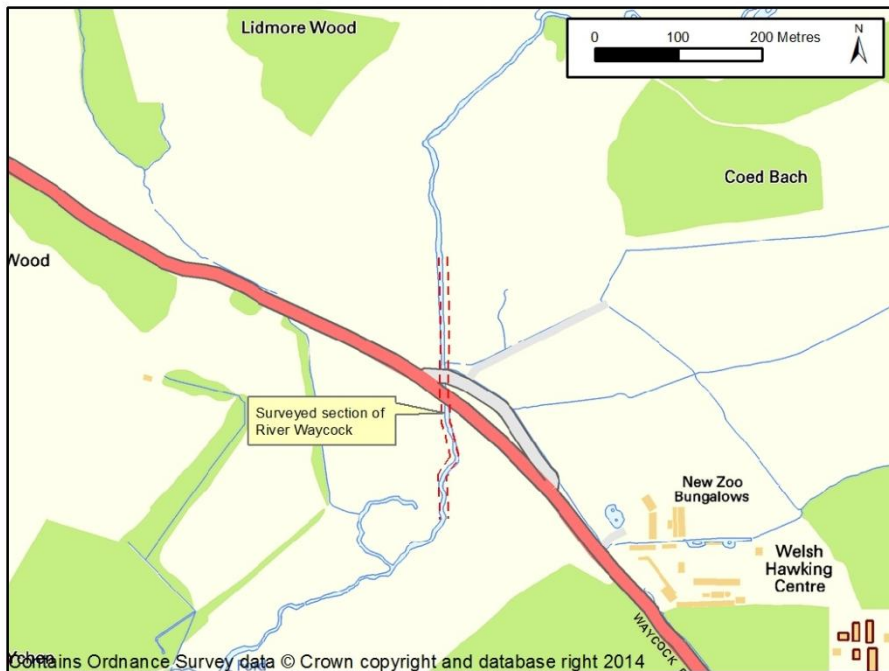 Lidmore Wood
0 100 200 Metres
N
Coed Bach
Wood
Surveyed section of
River Waycock
New Zoo
Bungalows
Welsh
Hawking
Centre
WAYCOCK
Contains Ordnance Survey data © Crown copyright and database right 2014